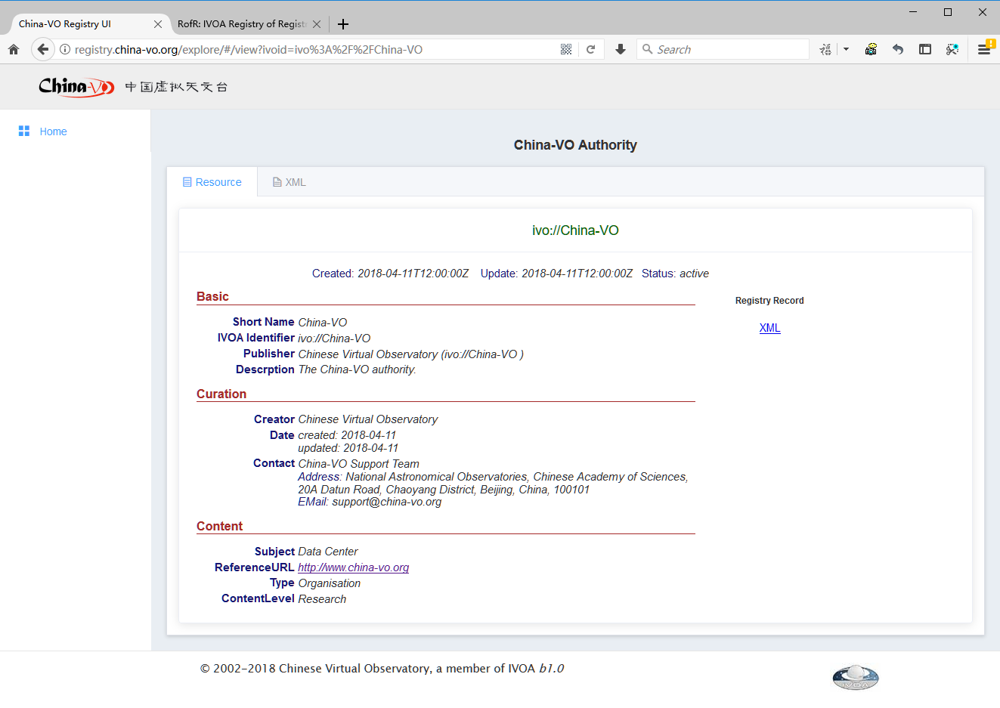 China-VO Registry UI
RofR: IVOA Registry of Regist
registry.china-vo.org/explore/#/view?ivoid=ivo%3A%2F%2FChina-VO
Search
China-VO 中国虚拟天文台
Home
China-VO Authority
Resource
XML
ivo://China-VO
Created: 2018-04-11T12:00:00Z Update: 2018-04-11T12:00:00Z Status: active
Basic
Registry Record
XML
Short Name China-VO
IVOA Identifier ivo://China-VO
Publisher Chinese Virtual Observatory (ivo://China-VO )
Descrption The China-VO authority.
Curation
Creator Chinese Virtual Observatory
Date created: 2018-04-11
updated: 2018-04-11
Contact China-VO Support Team
Address: National Astronomical Observatories, Chinese Academy of Sciences,
20A Datun Road, Chaoyang District, Beijing, China, 100101
EMail: support@china-vo.org
Content
Subject Data Center
ReferenceURL http://www.china-vo.org
Type Organisation
ContentLevel Research
© 2002-2018 Chinese Virtual Observatory, a member of IVOA b1.0
IVOA